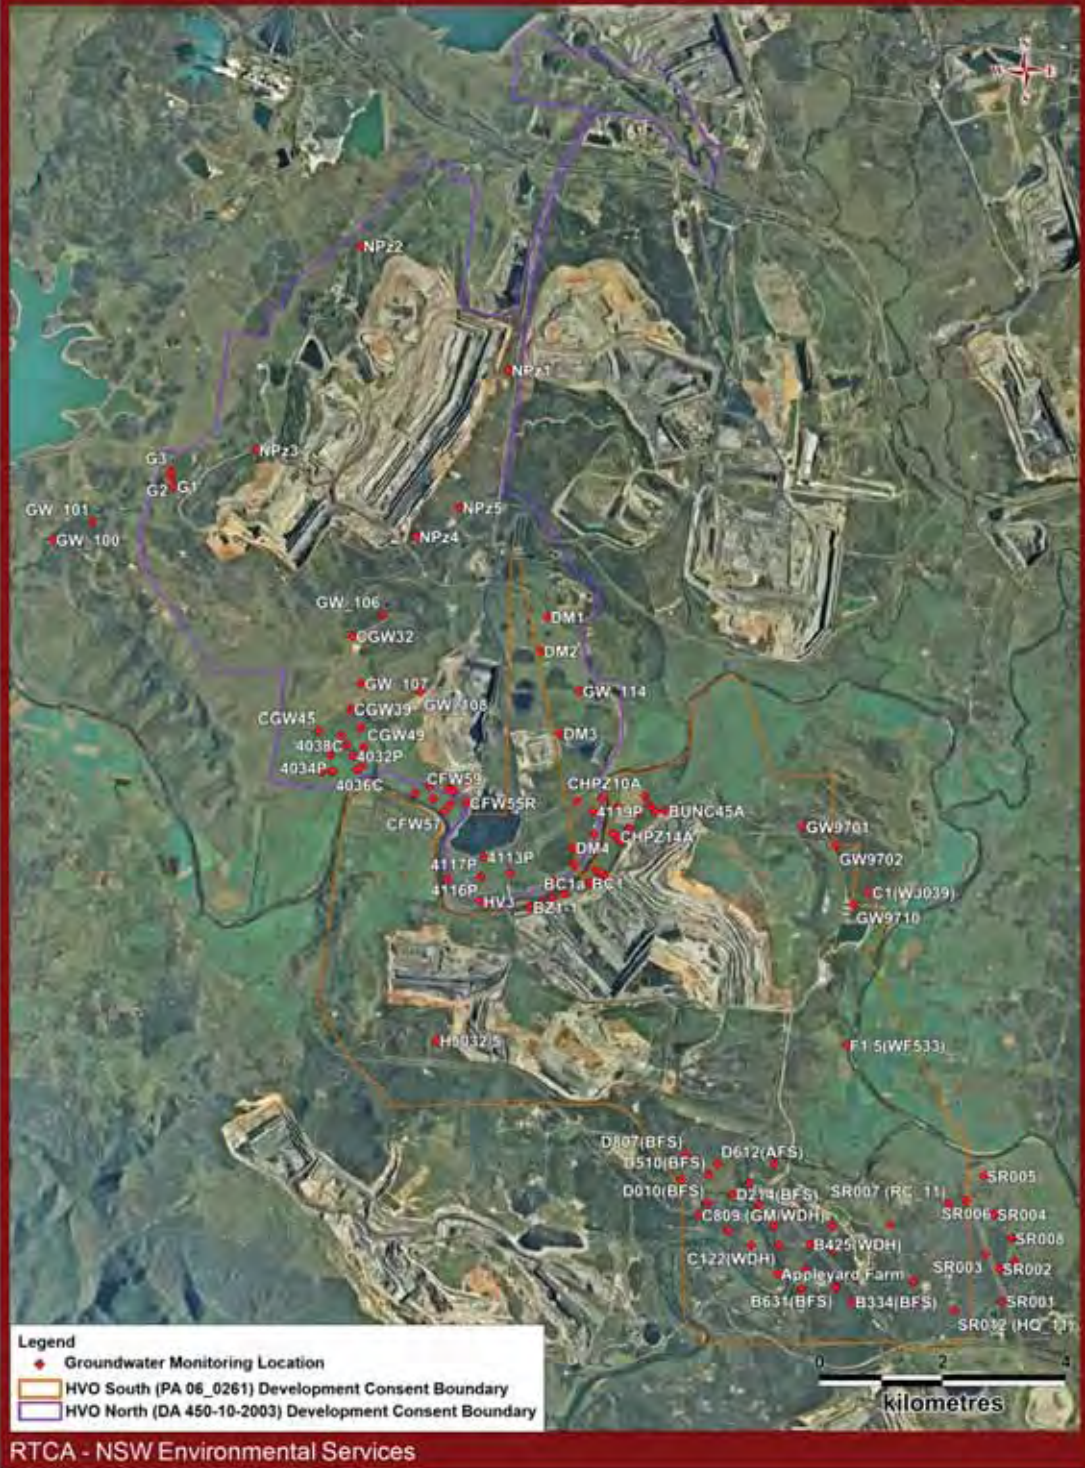 N
W E
S
NPz2
NPz1
NPz3
G3
G2 G1
GW_101
GW_100
NPz5
NPz4
GW_106
CGW32
DM1
DM2
GW_107
GW_108
GW_114
CGW39
CGW45
CGW49
DM3
4038C
4032P
4034P
4036C
CFW59
CHPZ10A
CFW55R
4119P
BUNC45A
CFW57
CHPZ14A
GW9701
DM4
GW9702
4113P
4117P
BC1a BC1
4116P
C1(WJ039)
HV3
BZ1-1
GW9710
F1.5(WF533)
D807(BFS)
D612(AFS)
D510(BFS)
SR005
D010(BFS)
D214(BFS)
SR007 (RC_11)
C809 (GM/WDH)
SR006
SR004
SR008
B425(WDH)
C122(WDH)
SR003
SR002
Appleyard Farm
B631(BFS)
B334(BFS)
SR001
SR012 (HQ_11)
Legend
Groundwater Monitoring Location
HVO South (PA 06_0261) Development Consent Boundary
HVO North (DA 450-10-2003) Development Consent Boundary
0 2 4
kilometres
RTCA - NSW Environmental Services